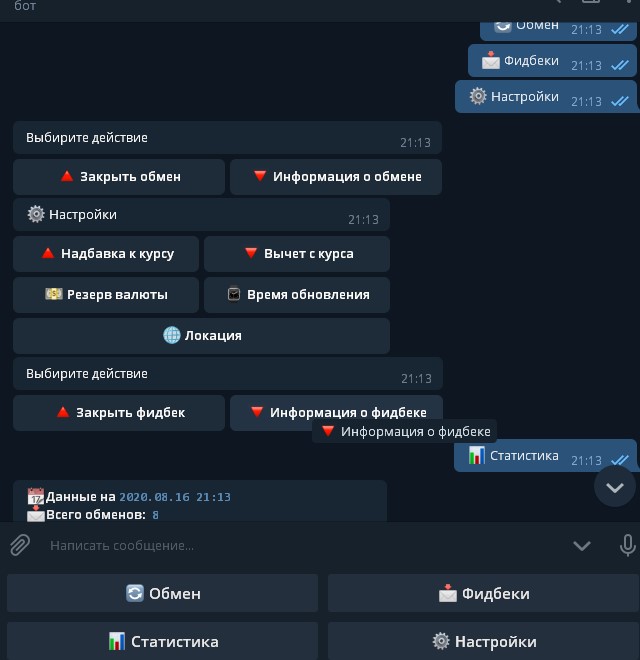 бот
Обмен 21:13
Фидбеки 21:13
Настройки 21:13
Выбирите действие 21:13
Закрыть обмен
Информация о обмене
Настройки 21:13
Надбавка к курсу
Вычет с курса
Резерв валюты
Время обновления
Локация
Выбирите действие 21:13
Закрыть фидбек
Информация о фидбеке
Информация о фидбеке
Статистика 21:13
Данные на 2020.08.16 21:13
Всего обменов: 8
Написать сообщение...
Обмен
Фидбеки
Статистика
Настройки